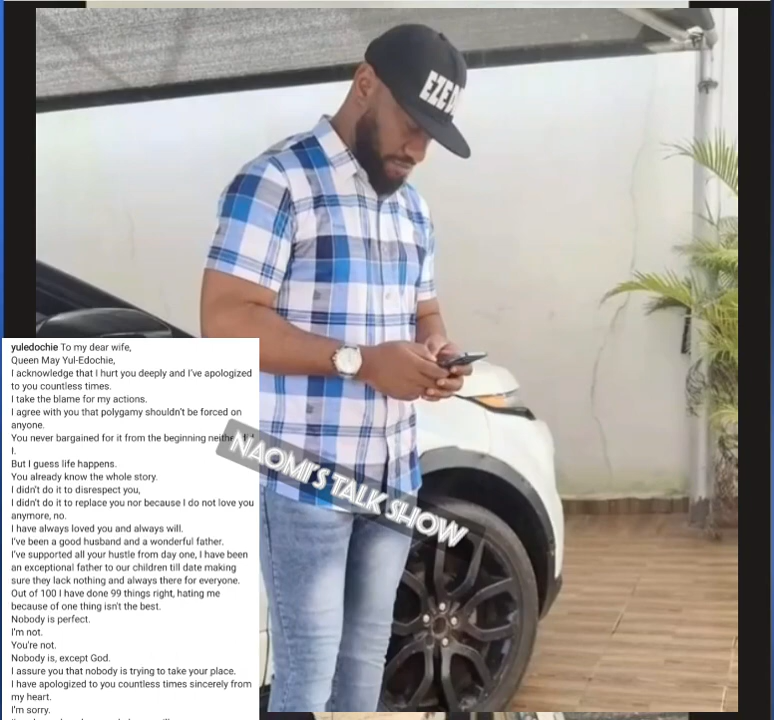 EZED
yuledochie To my dear wife,
Queen May Yul-Edochie,
I acknowledge that I hurt you deeply and I've apologized
to you countless times.
I take the blame for my actions.
I agree with you that polygamy shouldn't be forced on
anyone.
You never bargained for it from the beginning
I.
But I guess life happens.
You already know the whole story.
I didn't do it to disrespect you,
I didn't do it to replace you nor because I do not love you
anymore, no.
I have always loved you and always will.
I've been a good husband and a wonderful father.
I've supported all your hustle from day one, I have been
an exceptional father to our children till date making
sure they lack nothing and always there for everyone.
Out of 100 I have done 99 things right, hating me
because of one thing isn't the best.
Nobody is perfect.
I'm not.
You're not.
Nobody is, except God.
I assure you that nobody is trying to take your place.
I have apologized to you countless times sincerely from
my heart.
I'm sorry.
NAOMI'S TALK SHOW